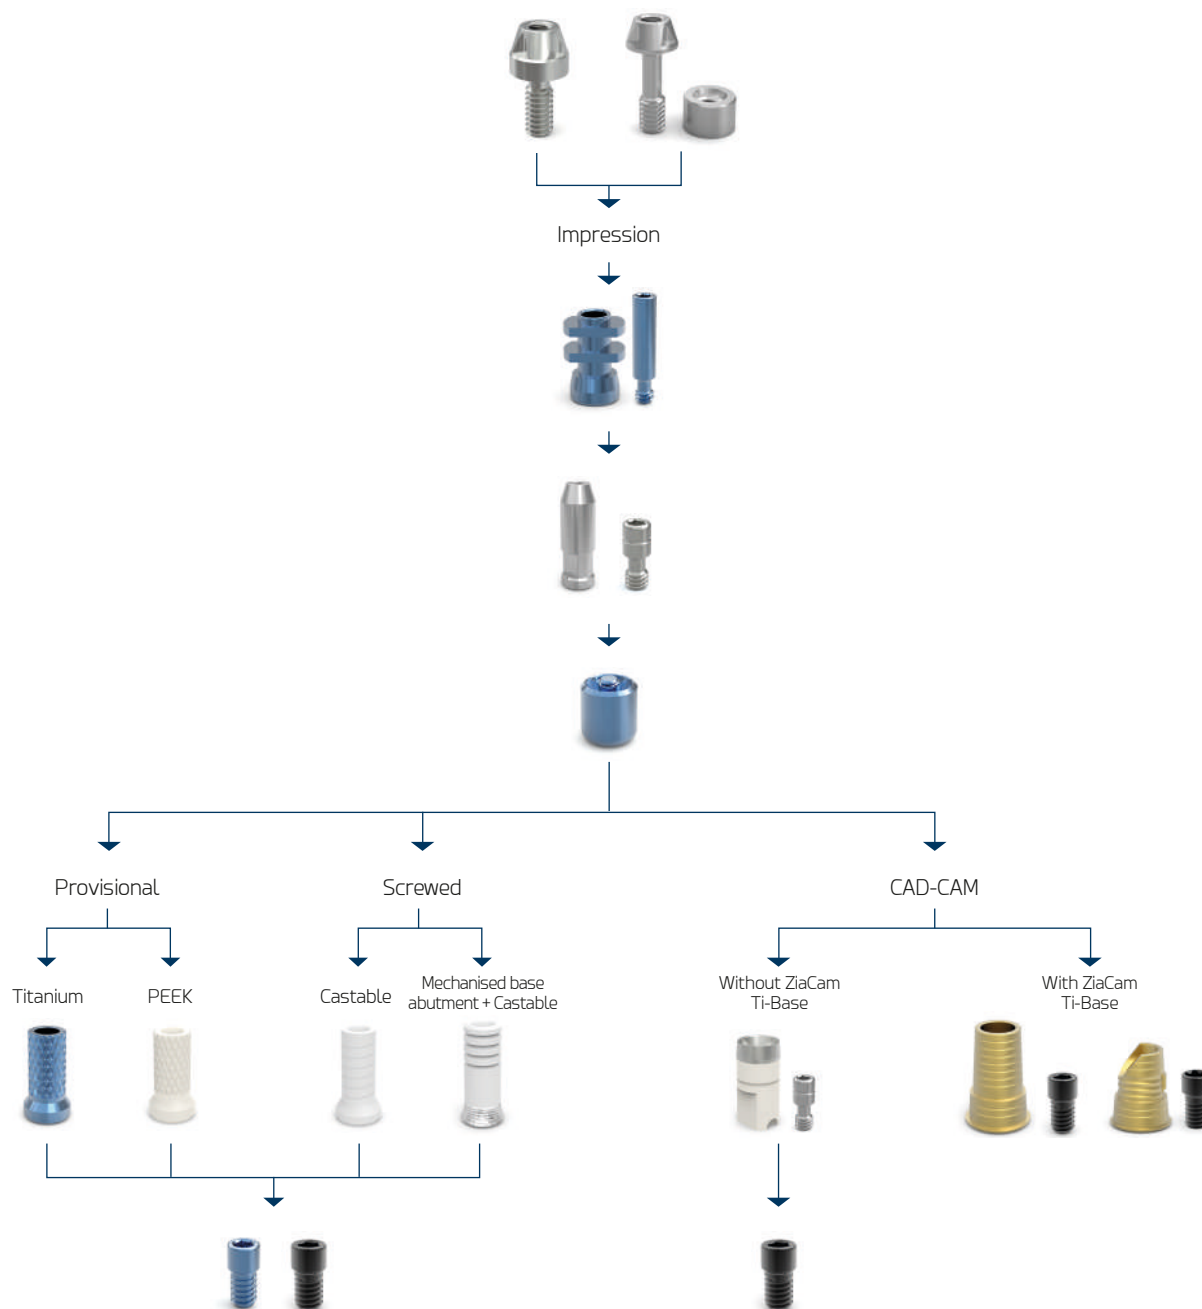 Impression
Provisional
Screwed
CAD-CAM
Titanium
PEEK
Castable
Mechanised base
abutment + Castable
Without ZiaCam
Ti-Base
With ZiaCam
Ti-Base